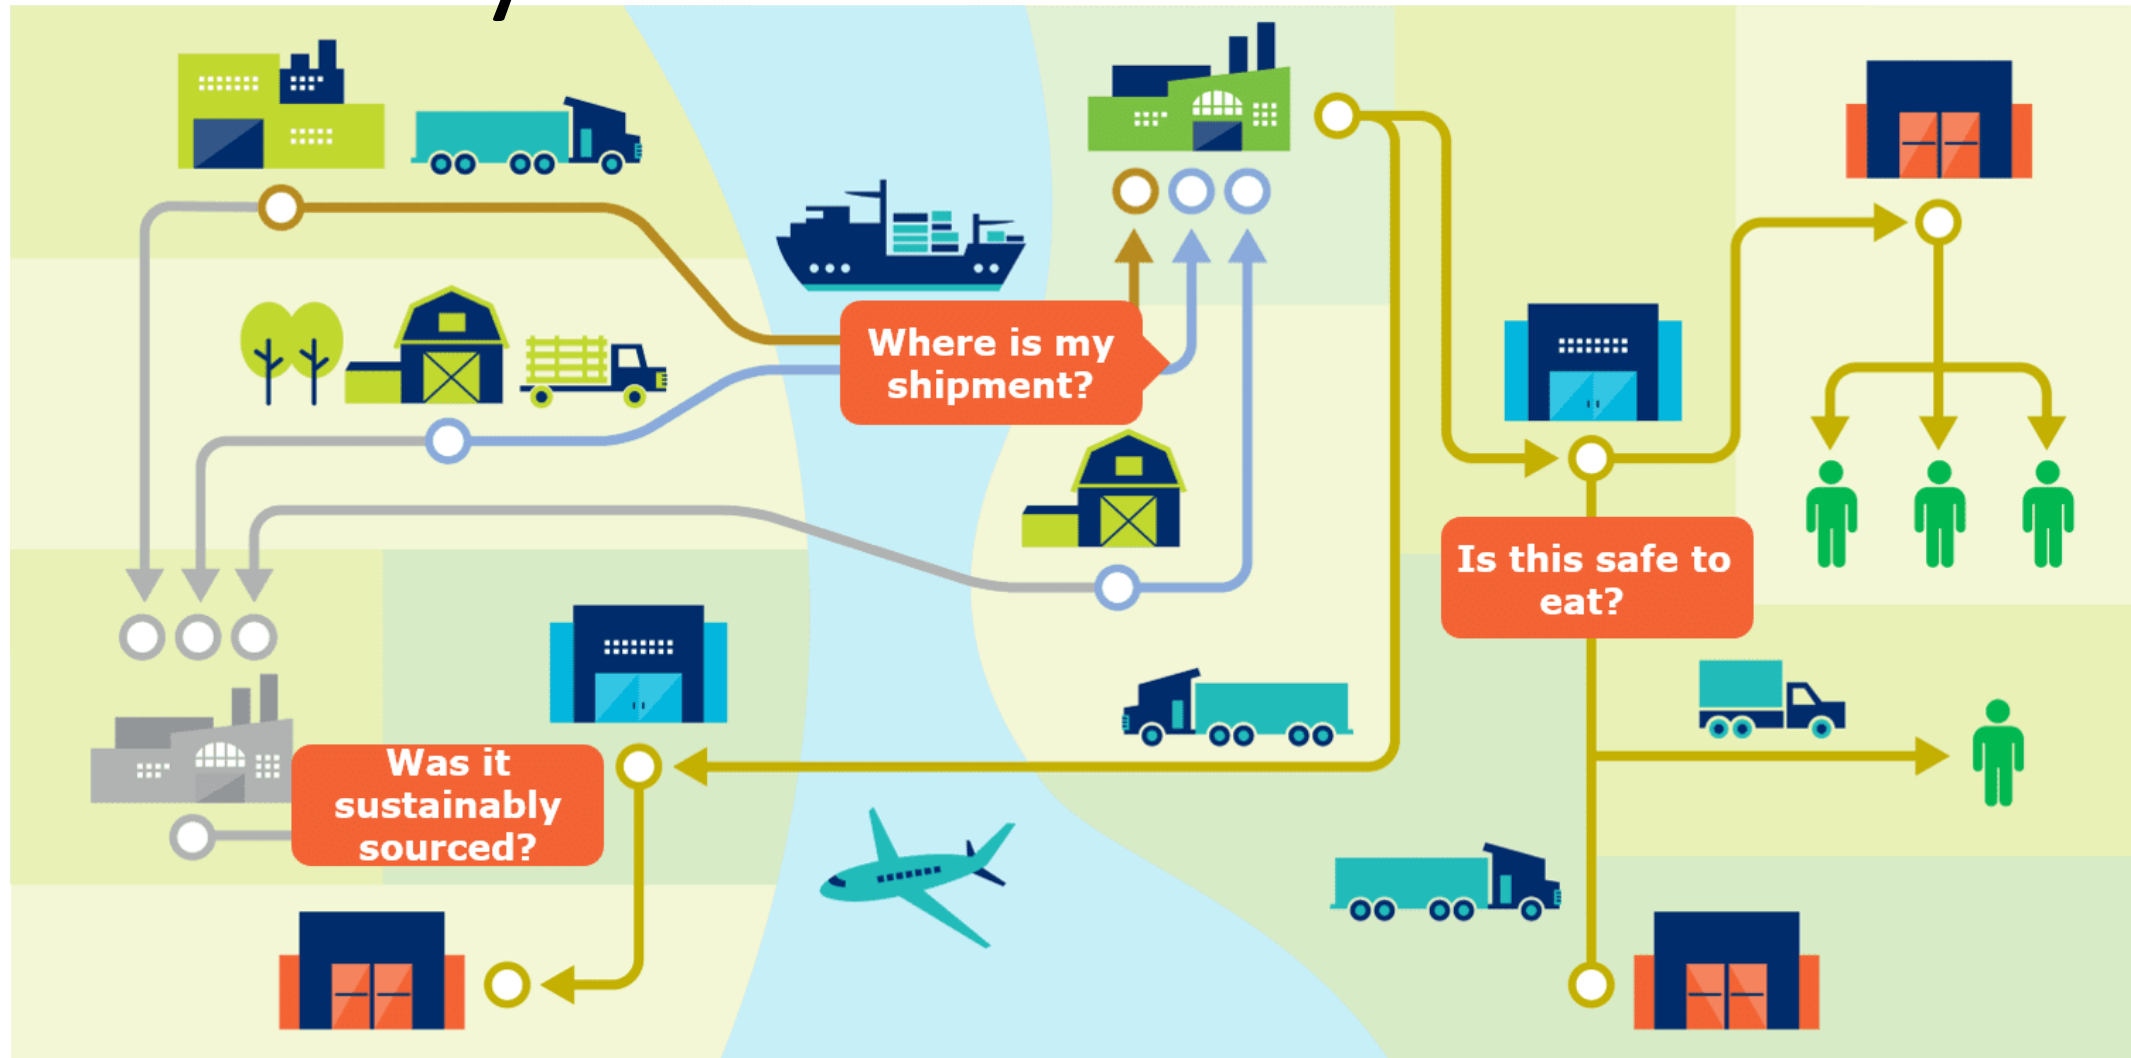 Where is my
shipment?
Is this safe to
eat?
Was it
sustainably
sourced?